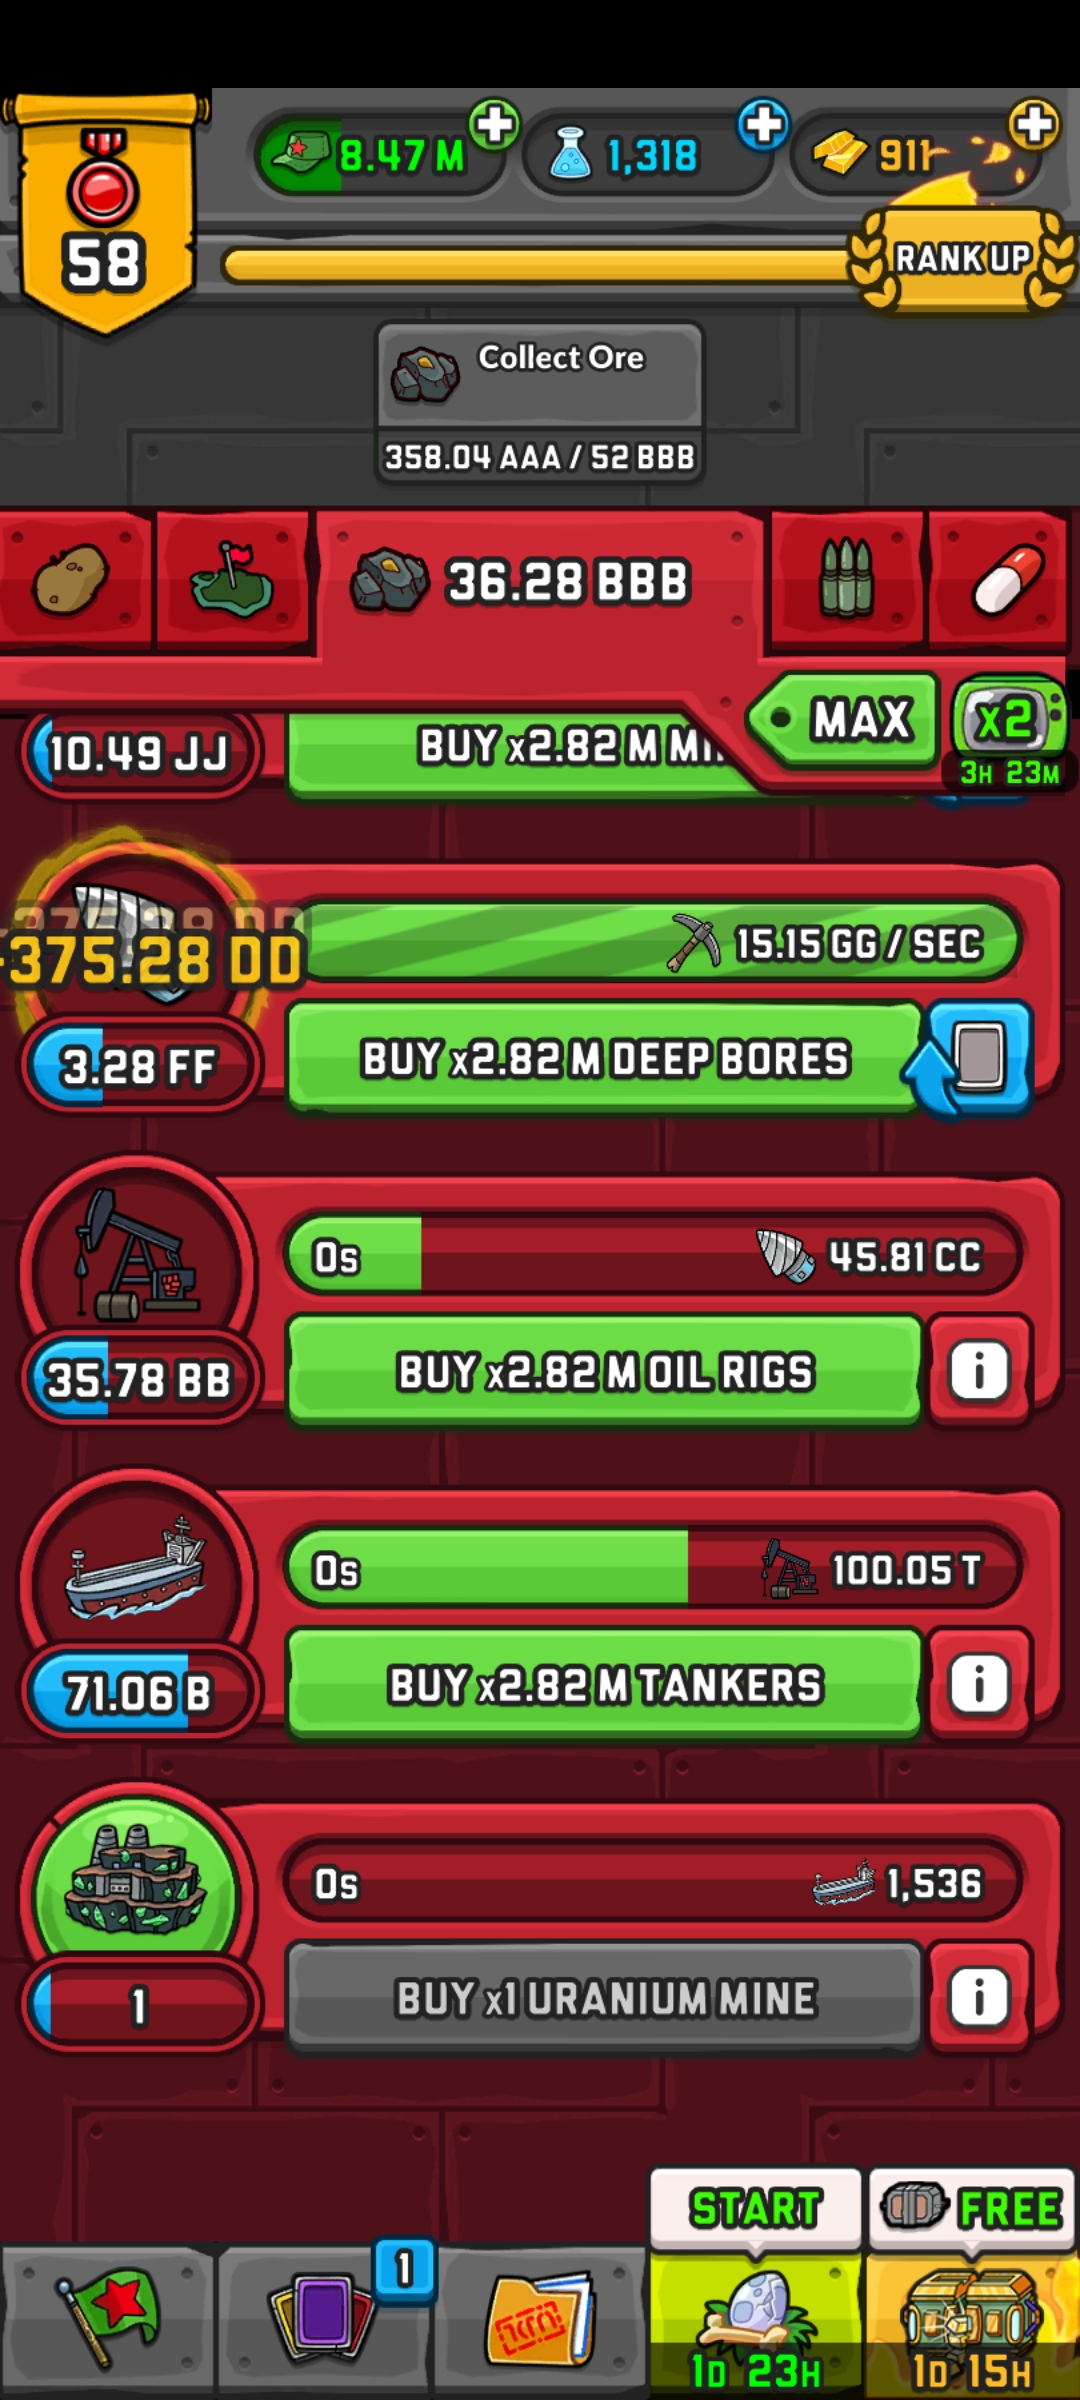 8.47 M
1,318
911
58
RANK UP
Collect Ore
358.04 AAA / 52 BBB
36.28 BBB
MAX
x2
3H 23M
10.49 JJ
BUY x2.82 M
375.28 DD
15.15 GG / SEC
3.28 FF
BUY x2.82 M DEEP BORES
0s
45.81 CC
35.78 BB
BUY x2.82 M OIL RIGS
i
0s
100.05 T
71.06 B
BUY x2.82 M TANKERS
i
0s
1,536
1
BUY x1 URANIUM MINE
i
START
FREE
1
1D 23H
1D 15H